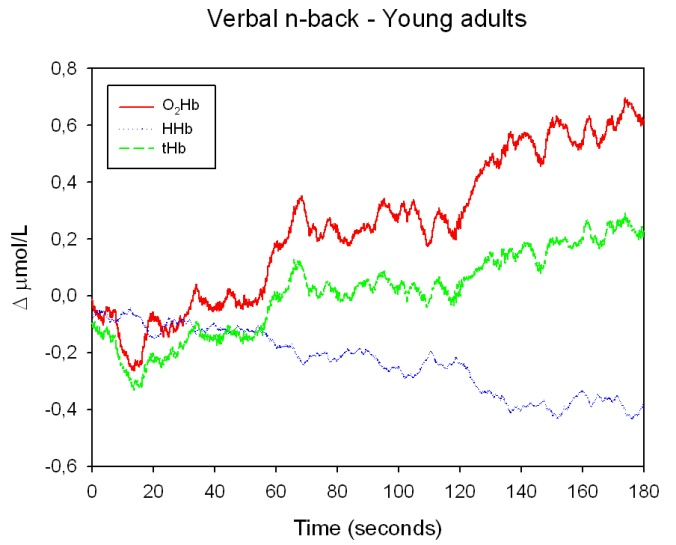 Verbal n-back - Young adults
0,8
0,6
0,4
0,2
0,0
-0,2
-0,4
-0,6
Δ μmol/L
O₂Hb
HHb
tHb
0 20 40 60 80 100 120 140 160 180
Time (seconds)